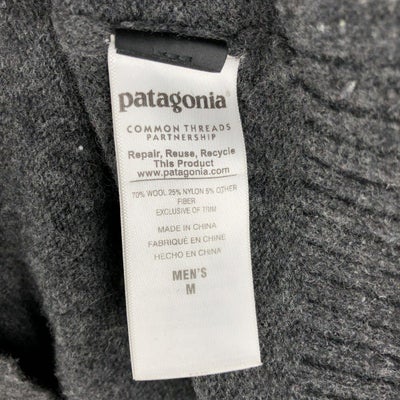 patagonia®
COMMON THREADS
PARTNERSHIP
Repair, Reuse, Recycle
This Product
www.patagonia.com
70% WOOL 25% NYLON 5% OTHER
FIBER
EXCLUSIVE OF TRIM
MADE IN CHINA
FABRIQUÉ EN CHINE
HECHO EN CHINA
MEN'S
M